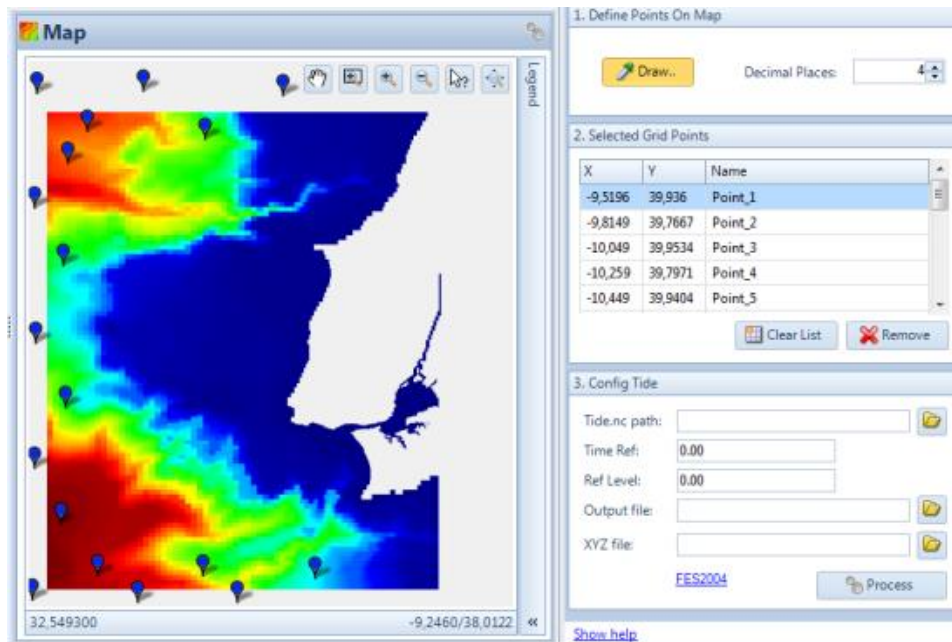 Map
Legend
32,549300
-9,2460/38,0122
«
1. Define Points On Map
Draw..
Decimal Places:
4
2. Selected Grid Points
X Y Name
-9,5196 39,936 Point_1
-9,8149 39,7667 Point_2
-10,049 39,9534 Point_3
-10,259 39,7971 Point_4
-10,449 39,9404 Point_5
Clear List
Remove
3. Config Tide
Tide.nc path:
Time Ref: 0.00
Ref Level: 0.00
Output file:
XYZ file:
FES2004
Process
Show help